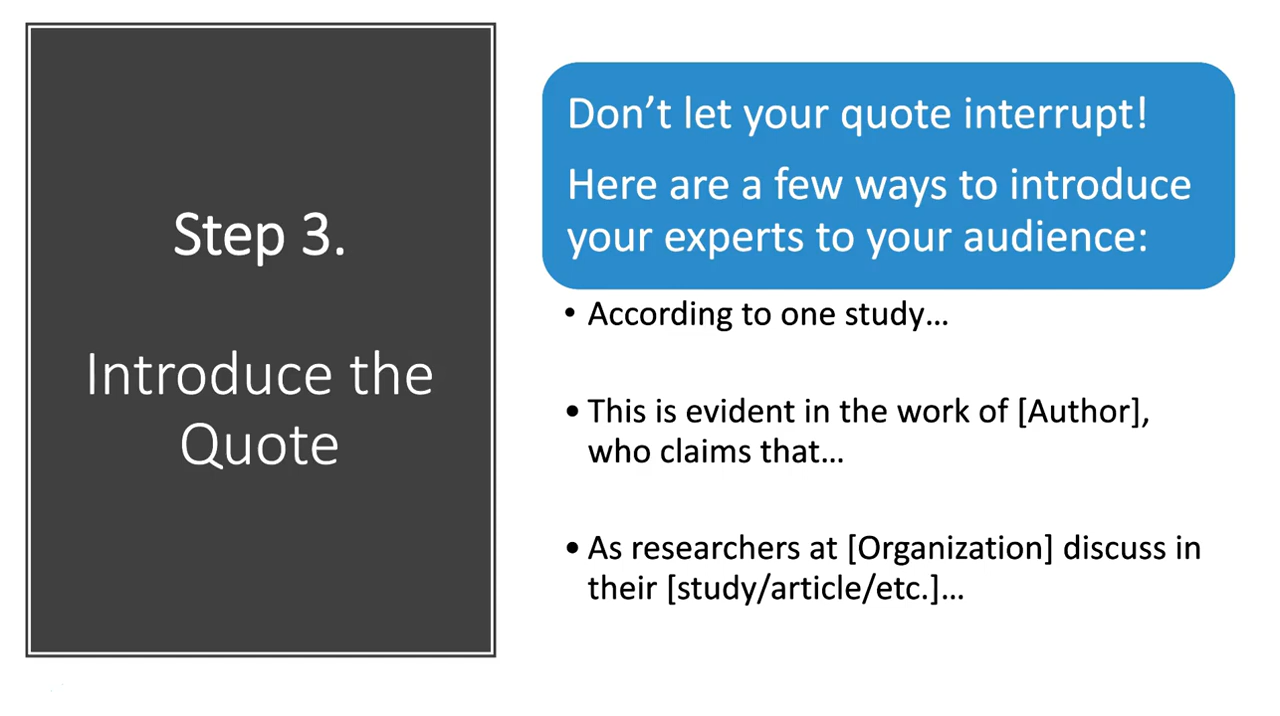 Step 3.
Introduce the
Quote
Don’t let your quote interrupt!
Here are a few ways to introduce
your experts to your audience:
• According to one study…
• This is evident in the work of [Author],
who claims that…
• As researchers at [Organization] discuss in
their [study/article/etc.]…